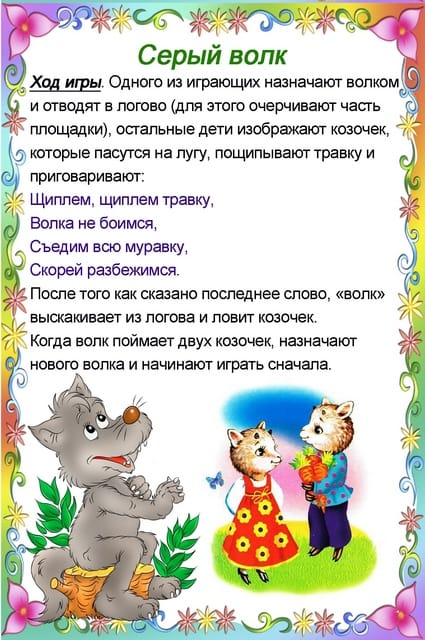 Серый волк
Ход игры. Одного из играющих назначают волком
и отводят в логово (для этого очерчивают часть
площадки), остальные дети изображают козочек,
которые пасутся на лугу, пощипывают травку и
приговаривают:
Щиплем, щиплем травку,
Волка не боимся,
Съедим всю муравку,
Скорей разбежимся.
После того как сказано последнее слово, «волк»
выскакивает из логова и ловит козочек.
Когда волк поймает двух козочек, назначают
нового волка и начинают играть сначала.